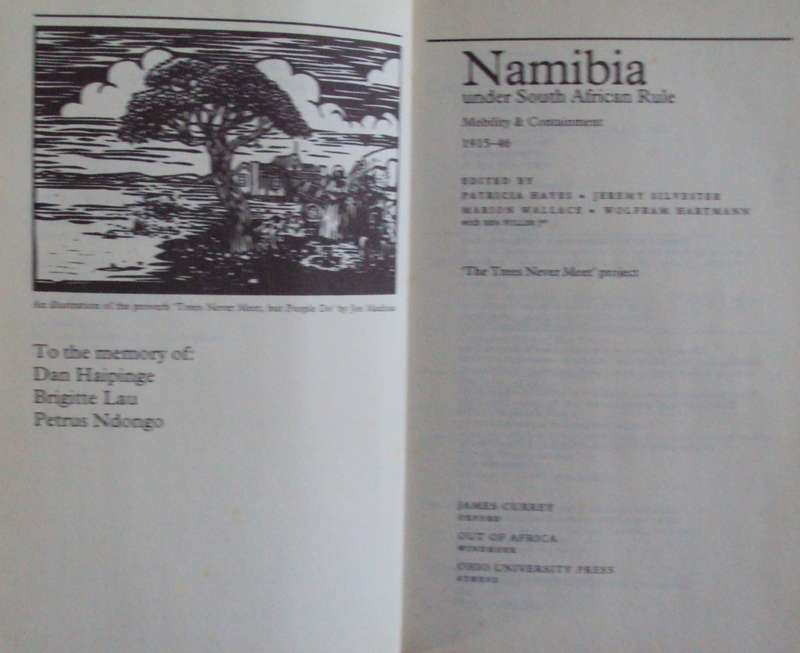 An illustration of the proverb 'Trees Never Meet, but People Do' by Joe
To the memory of:
Dan Haipinge
Brigitte Lau
Petrus Ndongo
Namibia
under South African Rule
Mobility & Containment
1915–46
EDITED BY
PATRICIA HAYES • JEREMY SILVESTER
MARION WALLACE • WOLFRAM HARTMANN
WITH BEN FULLER JR
'The Trees Never Meet' project
JAMES CURREY
OXFORD
OUT OF AFRICA
WINDHOEK
OHIO UNIVERSITY PRESS
ATHENS